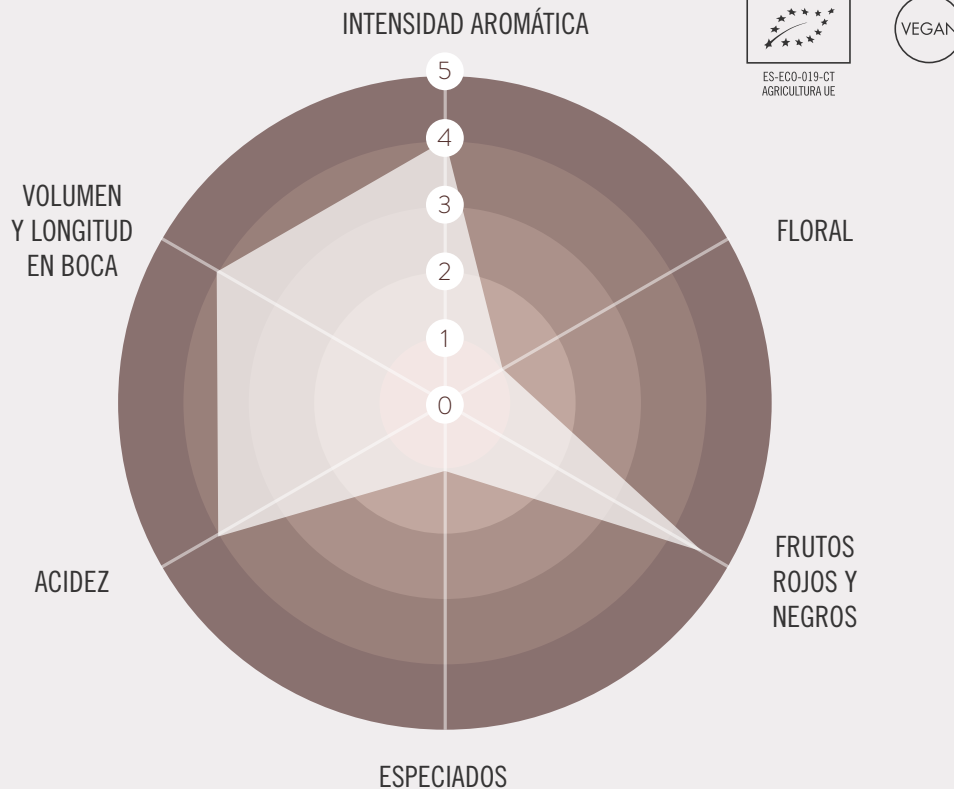 INTENSIDAD AROMÁTICA
VEGAN
ES-ECO-019-CT
AGRICULTURA UE
5
4
3
2
1
0
VOLUMEN
Y LONGITUD
EN BOCA
FLORAL
ACIDEZ
FRUTOS
ROJOS Y
NEGROS
ESPECIADOS